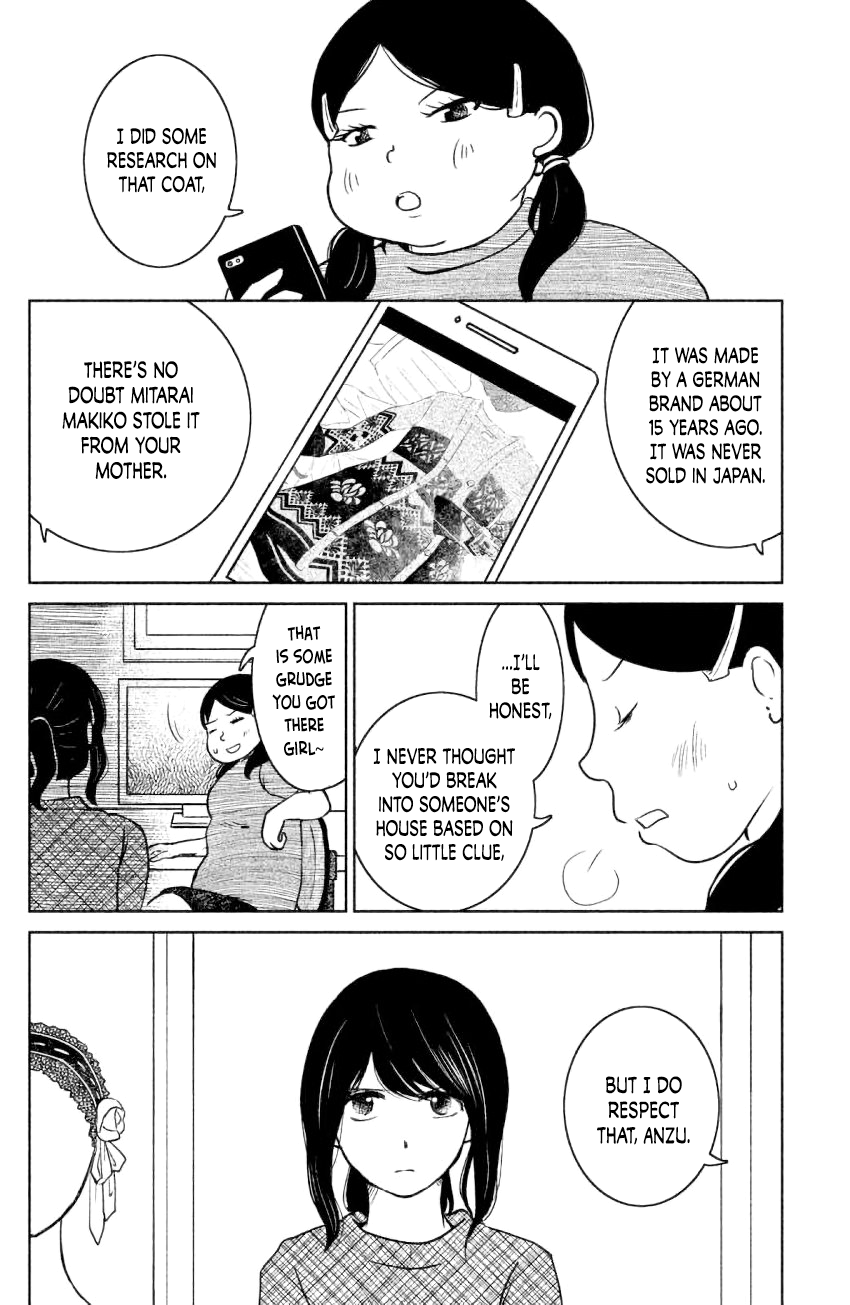 I DID SOME
RESEARCH ON
THAT COAT,
IT WAS MADE
BY A GERMAN
BRAND ABOUT
15 YEARS AGO.
IT WAS NEVER
SOLD IN JAPAN.
THERE'S NO
DOUBT MITARAI
MAKIKO STOLE IT
FROM YOUR
MOTHER.
...I'LL
BE
HONEST,
I NEVER THOUGHT
YOU'D BREAK
INTO SOMEONE'S
HOUSE BASED ON
SO LITTLE CLUE,
THAT
IS SOME
GRUDGE
YOU GOT
THERE
GIRL~
BUT I DO
RESPECT
THAT, ANZU.